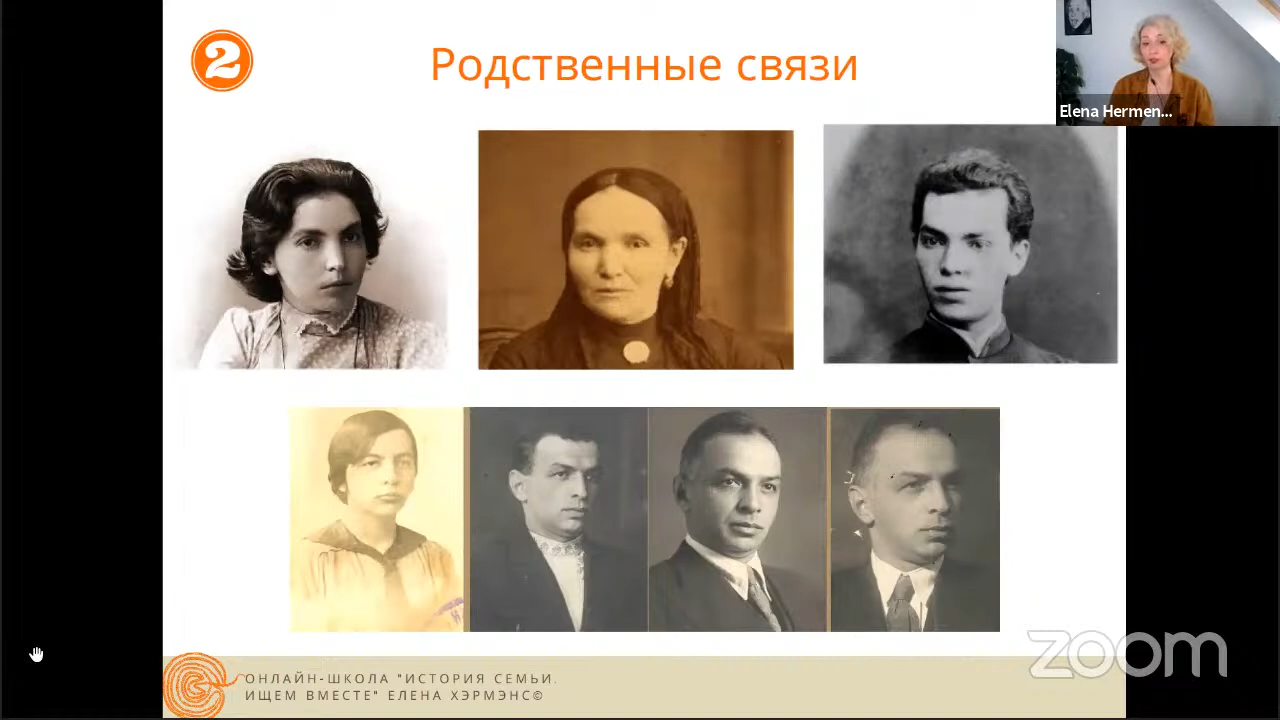 2
Родственные связи
Elena Hermen...
ОНЛАЙН-ШКОЛА "ИСТОРИЯ СЕМЬИ.
ИЩЕМ ВМЕСТЕ" ЕЛЕНА ХЭРМЭНС©
zoom